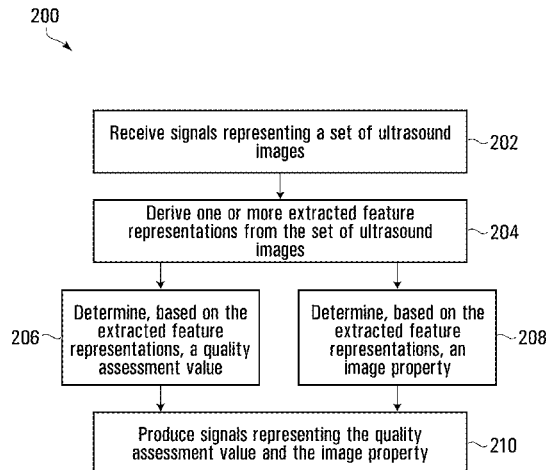 200
Receive signals representing a set of ultrasound
images
202
Derive one or more extracted feature
representations from the set of ultrasound
images
204
Determine, based on the
extracted feature
representations, a quality
assessment value
206
Determine, based on the
extracted feature
representations, an
image property
208
Produce signals representing the quality
assessment value and the image property
210